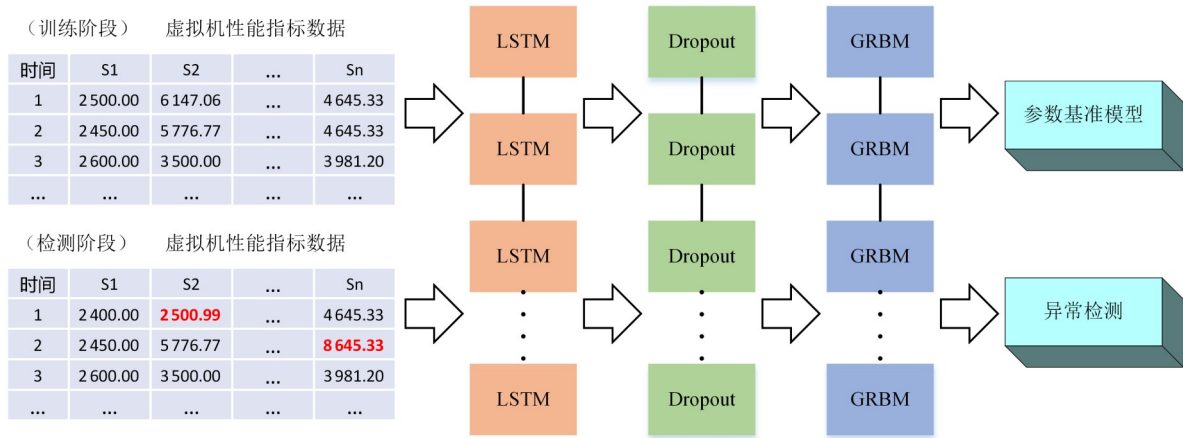 （训练阶段） 虚拟机性能指标数据
时间 S1 S2 ... Sn
1 2 500.00 6 147.06 4 645.33
2 2 450.00 5 776.77 ... 4 645.33
3 2 600.00 3 500.00 ... 3 981.20
... ... ... ... ...
（检测阶段） 虚拟机性能指标数据
时间 S1 S2 ... Sn
1 2 400.00 2 500.99 4 645.33
2 2 450.00 5 776.77 ... 8 645.33
3 2 600.00 3 500.00 ... 3 981.20
... ... ... ... ...
LSTM
LSTM
LSTM
LSTM
Dropout
Dropout
Dropout
Dropout
GRBM
GRBM
GRBM
GRBM
参数基准模型
异常检测